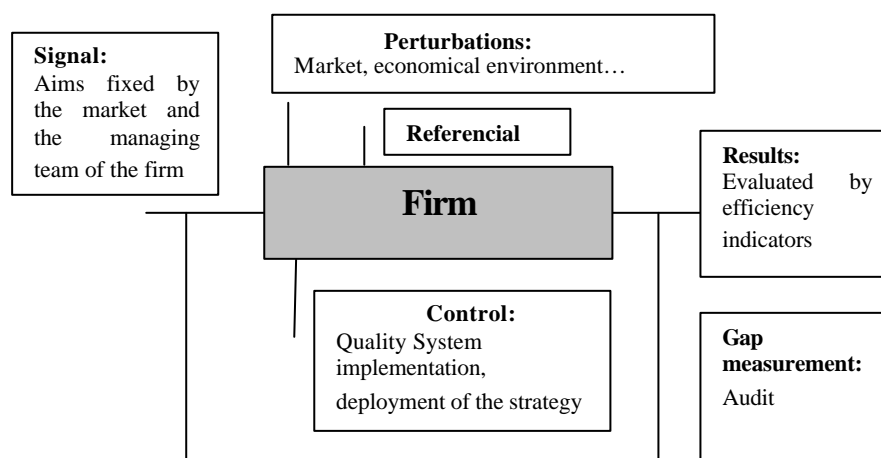 Signal:
Aims fixed by
the market and
the managing
team of the firm
Perturbations:
Market, economical environment…
Referencial
Firm
Results:
Evaluated by
efficiency
indicators
Control:
Quality System
implementation,
deployment of the strategy
Gap
measurement:
Audit